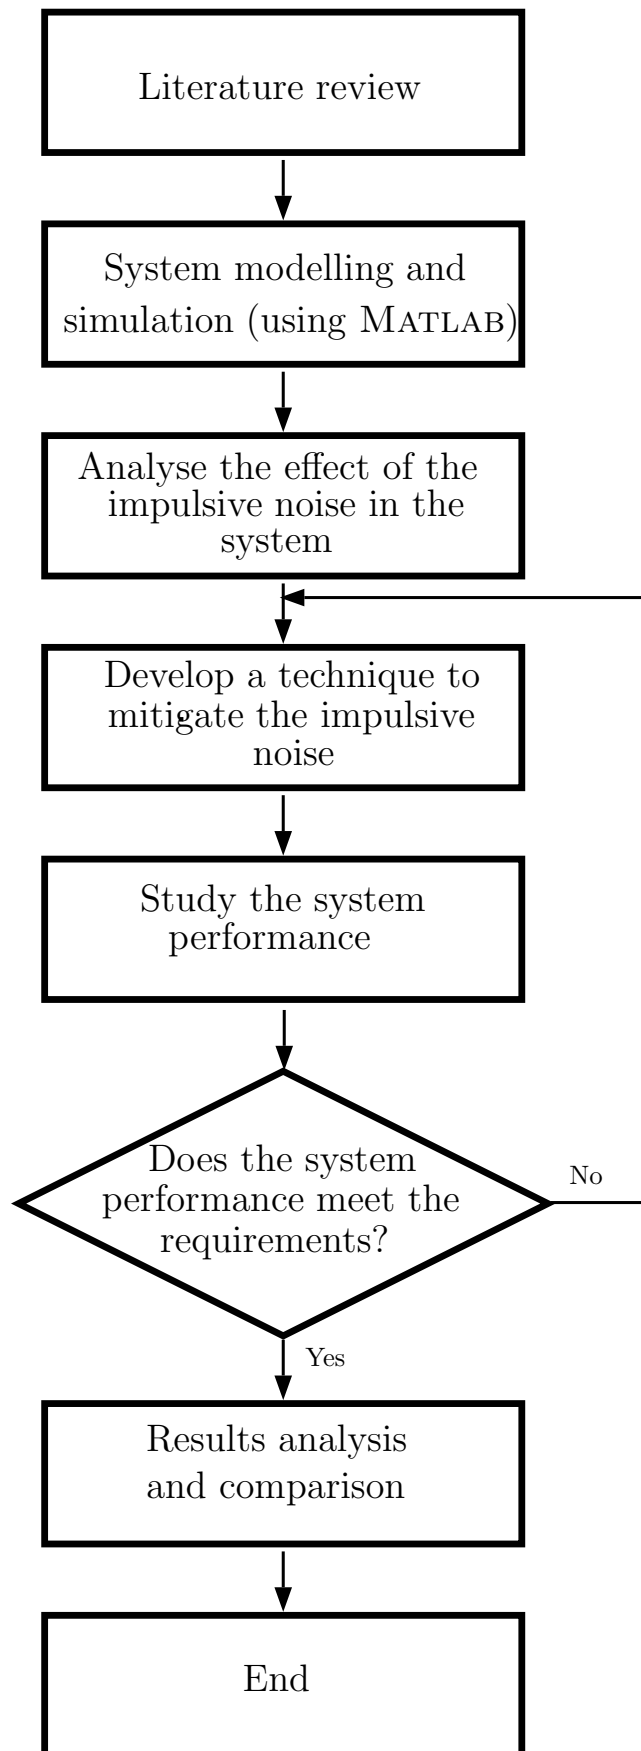 Literature review
System modelling and
simulation (using MATLAB)
Analyse the effect of the
impulsive noise in the
system
Develop a technique to
mitigate the impulsive
noise
Study the system
performance
Does the system
performance meet the
requirements?
No
Yes
Results analysis
and comparison
End